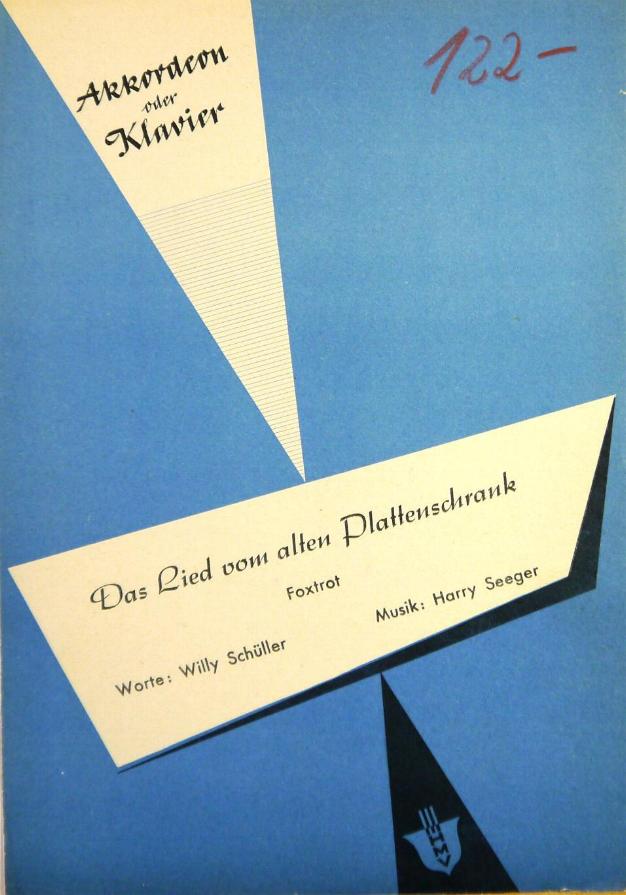 Akkordeon
oder
Klavier
122-
Das Lied vom alten Plattenschrank
Foxtrot
Musik: Harry Seeger
Worte: Willy Schüller